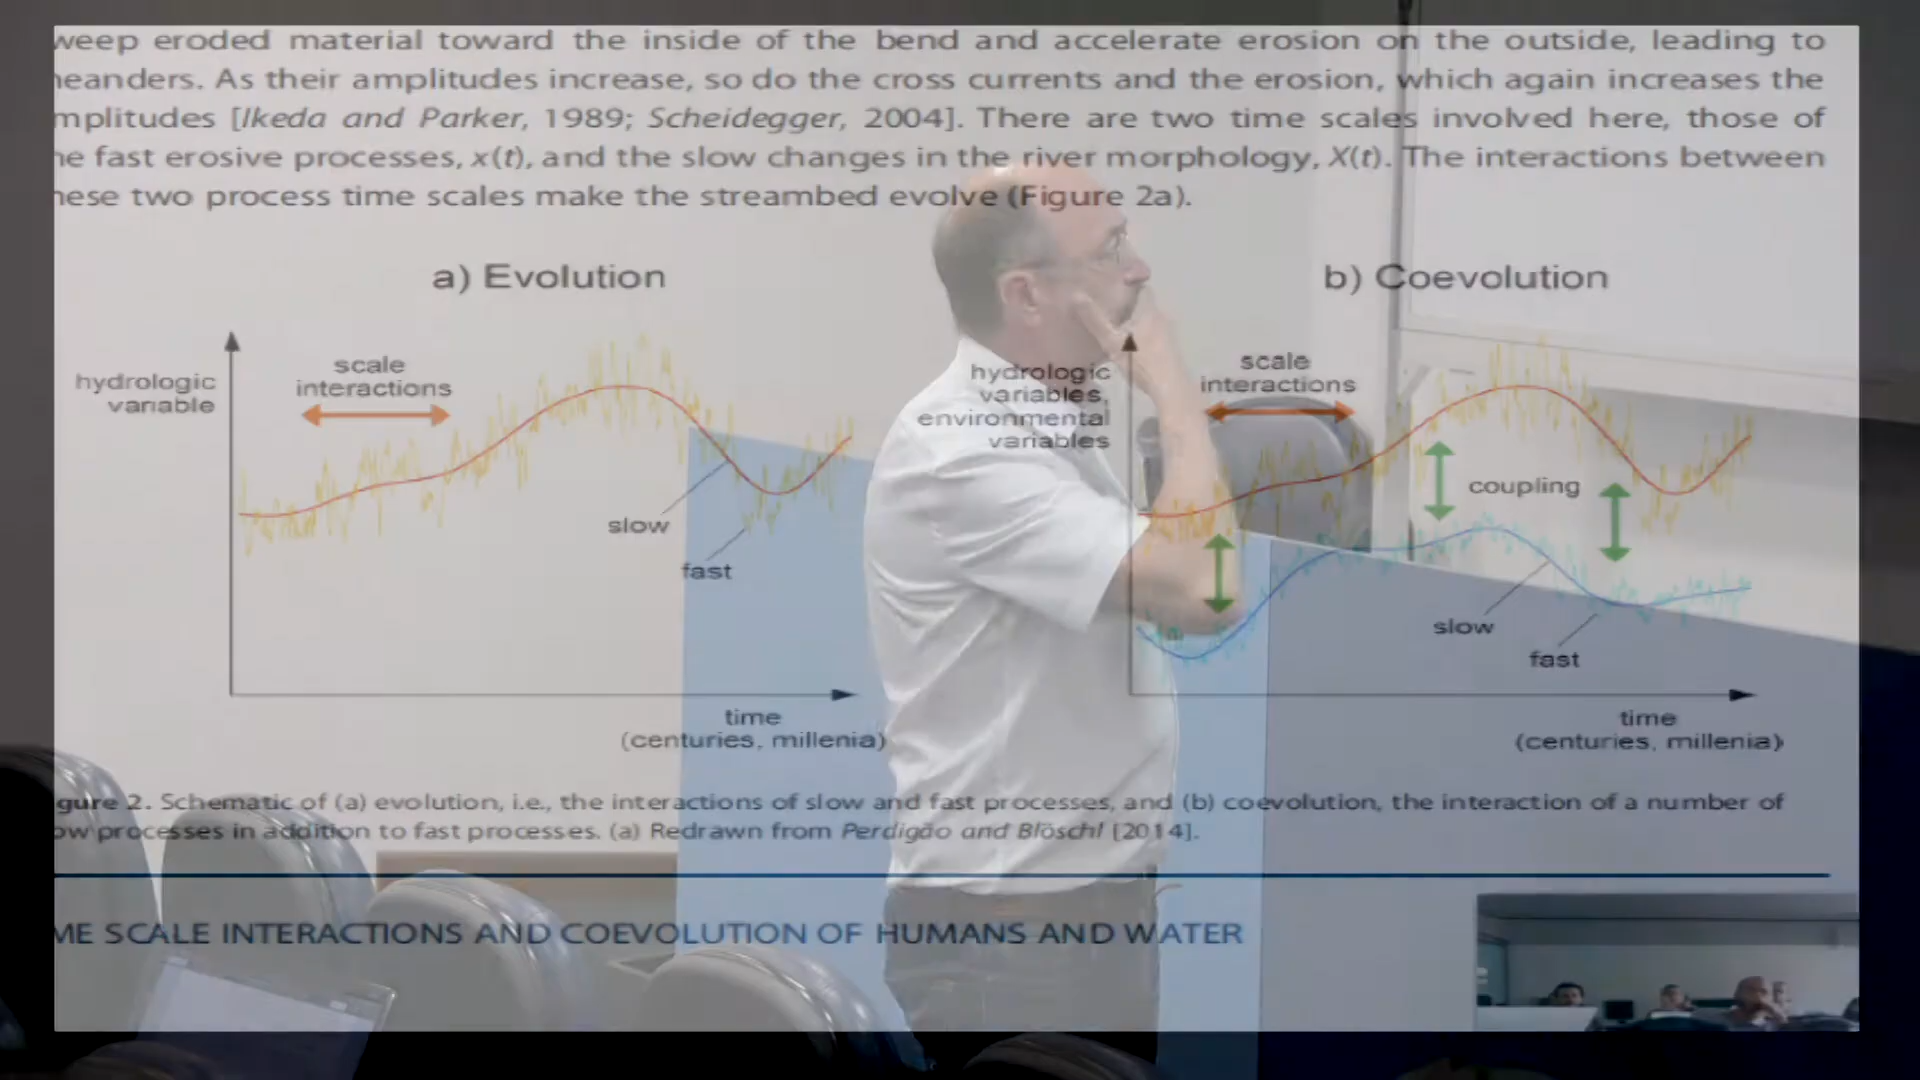 weep eroded material toward the inside of the bend and accelerate erosion on the outside, leading to
neanders. As their amplitudes increase, so do the cross currents and the erosion, which again increases the
mplitudes [Ikeda and Parker, 1989; Scheidegger, 2004]. There are two time scales involved here, those of
he fast erosive processes, x(t), and the slow changes in the river morphology, X(t). The interactions between
hese two process time scales make the streambed evolve (Figure 2a).
a) Evolution
hydrologic
variable
scale
interactions
slow
fast
time
(centuries, millenia)
b) Coevolution
hydrologic
variables,
environmental
variables
scale
interactions
coupling
slow
fast
time
(centuries, millenia)
gure 2. Schematic of (a) evolution, i.e., the interactions of slow and fast processes, and (b) coevolution, the interaction of a number of
ow processes in addition to fast processes. (a) Redrawn from Perdigão and Blöschl [2014].
ME SCALE INTERACTIONS AND COEVOLUTION OF HUMANS AND WATER